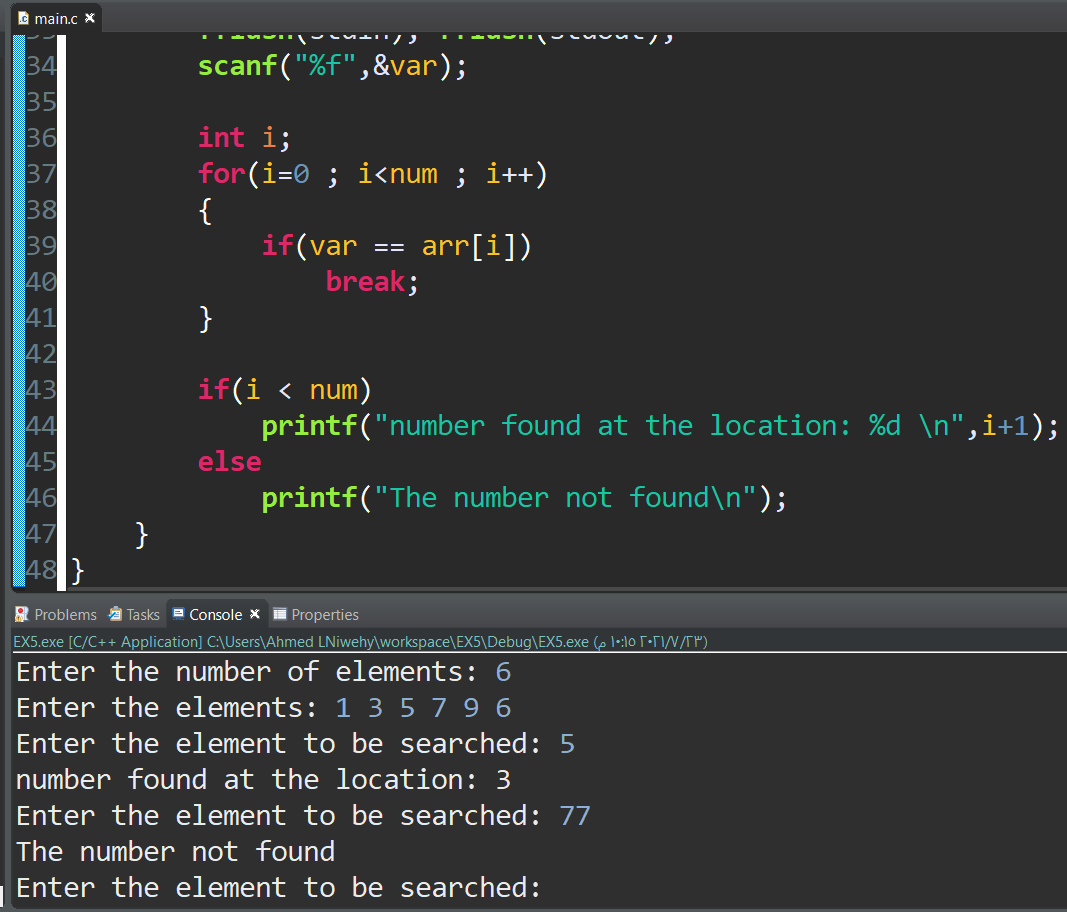 main.c
34 scanf("%f",&var);
35
36 int i;
37 for(i=0 ; i<num ; i++)
38 {
39 if(var == arr[i])
40 break;
41 }
42
43 if(i < num)
44 printf("number found at the location: %d \n",i+1);
45 else
46 printf("The number not found\n");
47 }
48 }
Problems Tasks Console Properties
EX5.exe [C/C++ Application] C:\Users\Ahmed LNiwehy\workspace\EX5\Debug\EX5.exe (٢٠٢١/٧/٢٣ ١٠:١٥ م)
Enter the number of elements: 6
Enter the elements: 1 3 5 7 9 6
Enter the element to be searched: 5
number found at the location: 3
Enter the element to be searched: 77
The number not found
Enter the element to be searched: